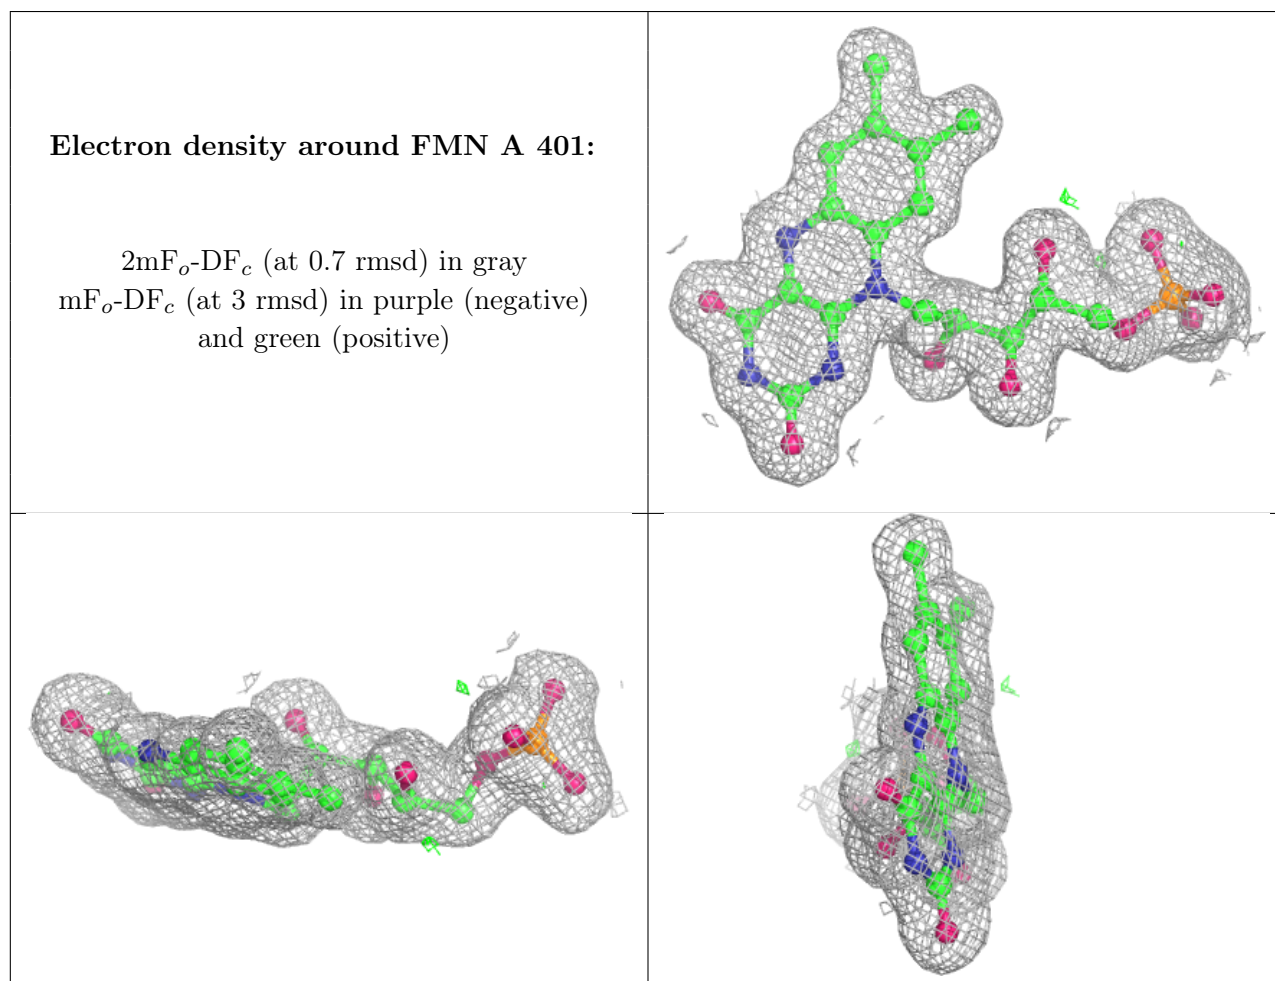 Electron density around FMN A 401:
2mFo-DFc (at 0.7 rmsd) in gray
mFo-DFc (at 3 rmsd) in purple (negative)
and green (positive)